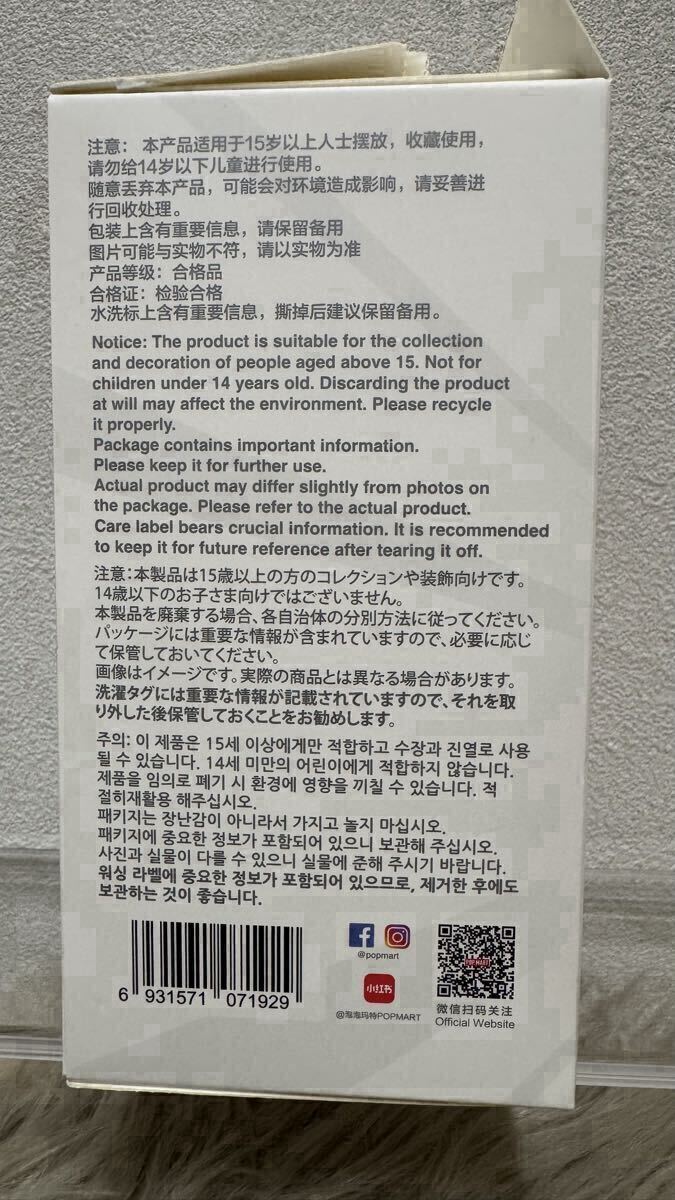 注意： 本产品适用于15岁以上人士摆放，收藏使用，
请勿给14岁以下儿童进行使用。
随意丢弃本产品，可能会对环境造成影响，请妥善进
行回收处理。
包装上含有重要信息，请保留备用
图片可能与实物不符，请以实物为准
产品等级：合格品
合格证：检验合格
水洗标上含有重要信息，撕掉后建议保留备用。
Notice: The product is suitable for the collection
and decoration of people aged above 15. Not for
children under 14 years old. Discarding the product
at will may affect the environment. Please recycle
it properly.
Package contains important information.
Please keep it for further use.
Actual product may differ slightly from photos on
the package. Please refer to the actual product.
Care label bears crucial information. It is recommended
to keep it for future reference after tearing it off.
注意：本製品は15歳以上の方のコレクションや装飾向けです。
14歳以下のお子さま向けではございません。
本製品を廃棄する場合、各自治体の分別方法に従ってください。
パッケージには重要な情報が含まれていますので、必要に応じ
て保管しておいてください。
画像はイメージです。実際の商品とは異なる場合があります。
洗濯タグには重要な情報が記載されていますので、それを取
り外した後保管しておくことをお勧めします。
주의: 이 제품은 15세 이상에게만 적합하고 수장과 진열로 사용
될 수 있습니다. 14세 미만의 어린이에게 적합하지 않습니다.
제품을 임의로 폐기 시 환경에 영향을 끼칠 수 있습니다. 적
절히재활용 해주십시오.
패키지는 장난감이 아니라서 가지고 놀지 마십시오.
패키지에 중요한 정보가 포함되어 있으니 보관해 주십시오.
사진과 실물이 다를 수 있으니 실물에 준해 주시기 바랍니다.
워싱 라벨에 중요한 정보가 포함되어 있으므로, 제거한 후에도
보관하는 것이 좋습니다.
6 931571 071929
@popmart
小红书
@泡泡玛特POPMART
POP MART
微信扫码关注
Official Website